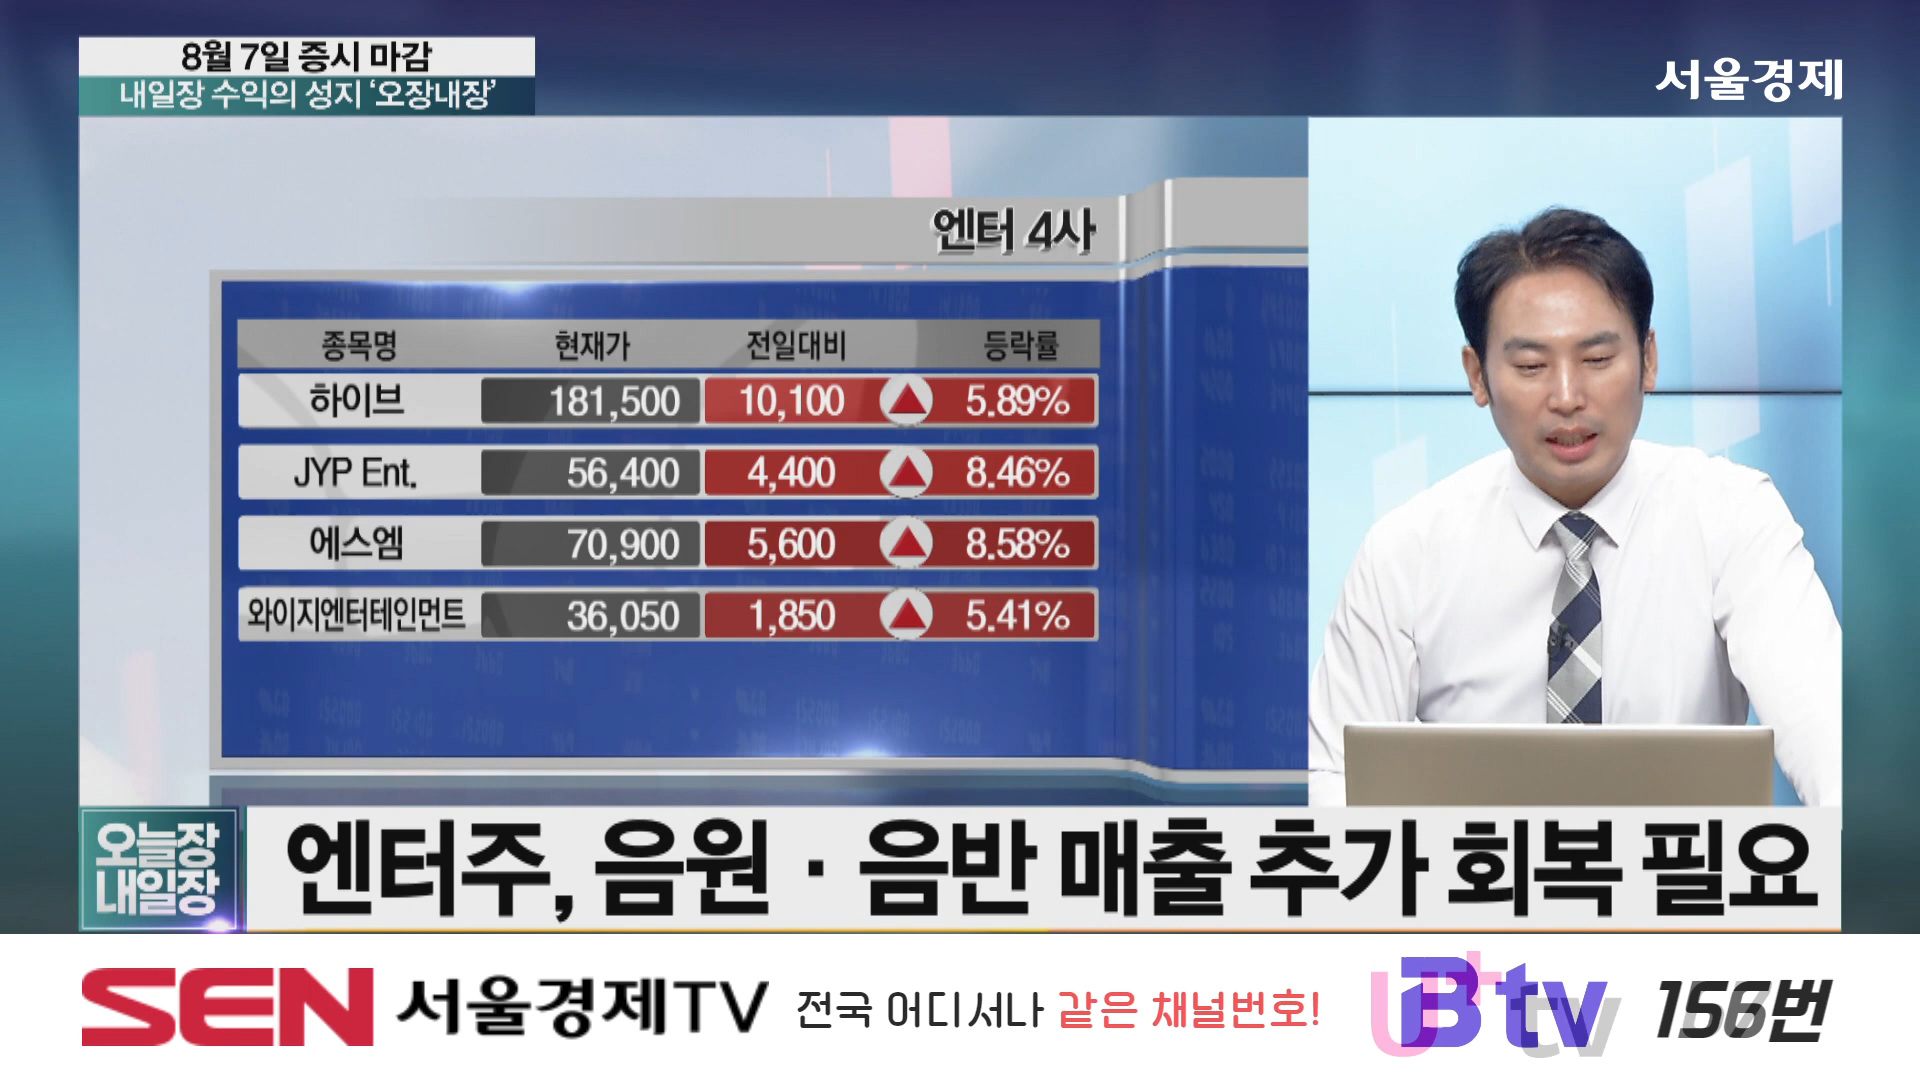 8월 7일 증시 마감
내일장 수익의 성지 ‘오장내장’
서울경제
엔터 4사
종목명 현재가 전일대비 등락률
하이브 181,500 10,100 ▲ 5.89%
JYP Ent. 56,400 4,400 ▲ 8.46%
에스엠 70,900 5,600 ▲ 8.58%
와이지엔터테인먼트 36,050 1,850 ▲ 5.41%
오늘장
내일장
엔터주, 음원 · 음반 매출 추가 회복 필요
SEN 서울경제TV 전국 어디서나 같은 채널번호! B tv 156번